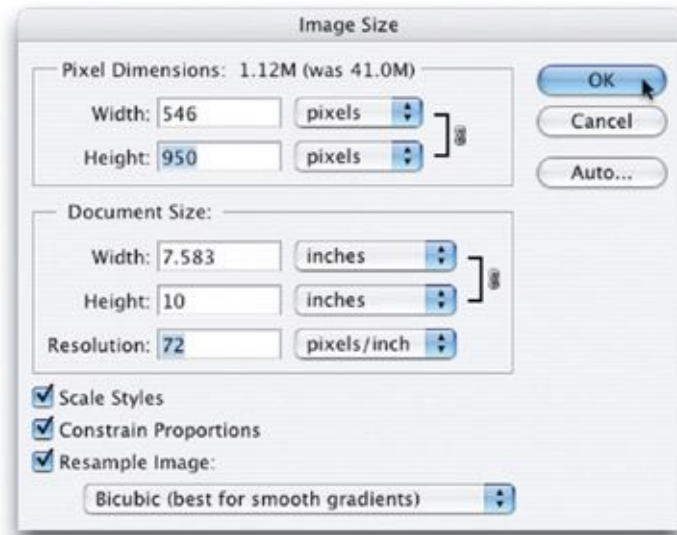 Image Size
Pixel Dimensions: 1.12M (was 41.0M)
Width: 546 pixels
Height: 950 pixels
OK
Cancel
Auto...
Document Size:
Width: 7.583 inches
Height: 10 inches
Resolution: 72 pixels/inch
Scale Styles
Constrain Proportions
Resample Image:
Bicubic (best for smooth gradients)